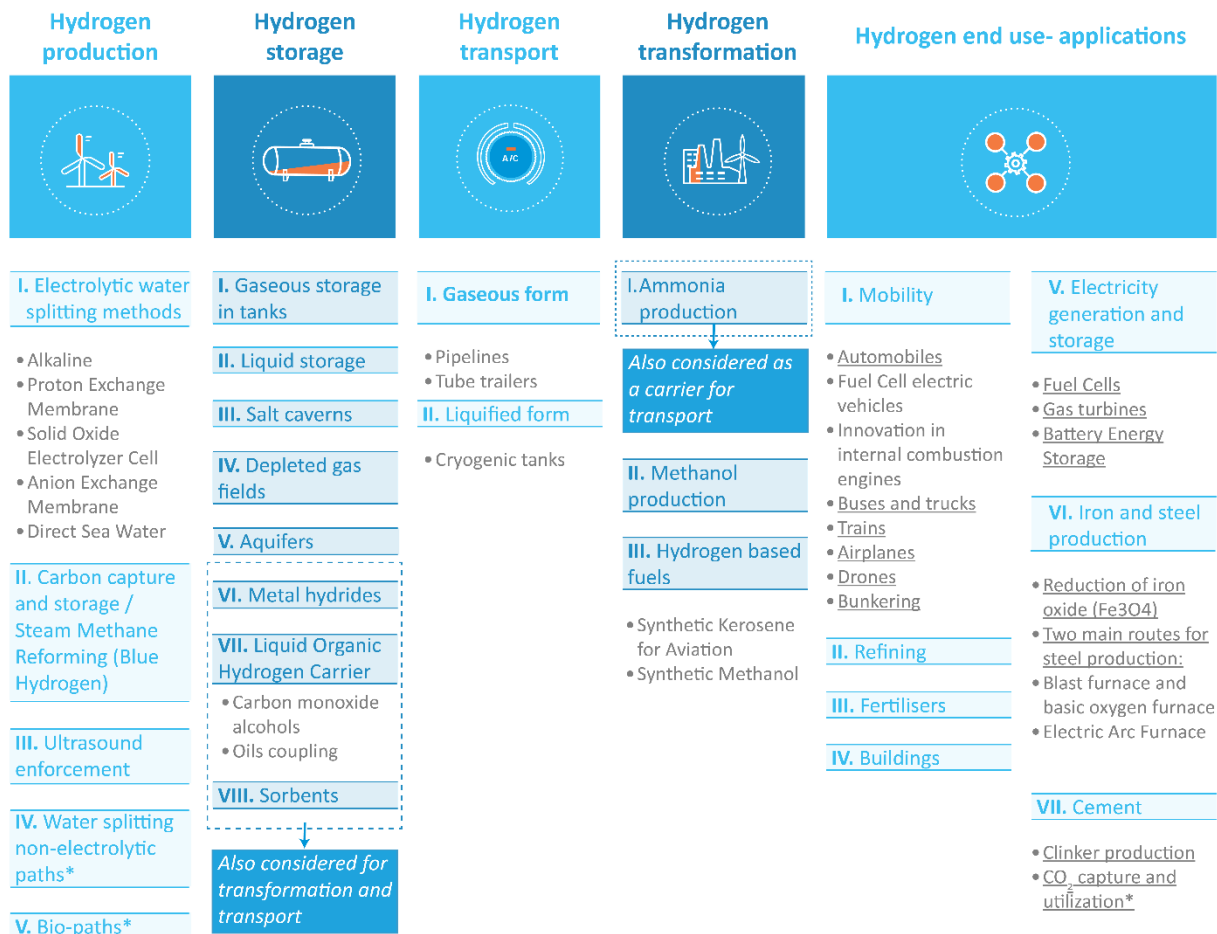 Hydrogen
production
Hydrogen
storage
Hydrogen
transport
Hydrogen
transformation
Hydrogen end use- applications
A/C
I. Electrolytic water
splitting methods
• Alkaline
• Proton Exchange
Membrane
• Solid Oxide
Electrolyzer Cell
• Anion Exchange
Membrane
• Direct Sea Water
II. Carbon capture
and storage /
Steam Methane
Reforming (Blue
Hydrogen)
III. Ultrasound
enforcement
IV. Water splitting
non-electrolytic
paths*
V. Bio-paths*
I. Gaseous storage
in tanks
II. Liquid storage
III. Salt caverns
IV. Depleted gas
fields
V. Aquifers
VI. Metal hydrides
VII. Liquid Organic
Hydrogen Carrier
• Carbon monoxide
alcohols
• Oils coupling
VIII. Sorbents
Also considered for
transformation and
transport
I. Gaseous form
• Pipelines
• Tube trailers
II. Liquified form
• Cryogenic tanks
I.Ammonia
production
Also considered as
a carrier for
transport
II. Methanol
production
III. Hydrogen based
fuels
• Synthetic Kerosene
for Aviation
• Synthetic Methanol
I. Mobility
• Automobiles
• Fuel Cell electric
vehicles
• Innovation in
internal combustion
engines
• Buses and trucks
• Trains
• Airplanes
• Drones
• Bunkering
II. Refining
III. Fertilisers
IV. Buildings
V. Electricity
generation and
storage
• Fuel Cells
• Gas turbines
• Battery Energy
Storage
VI. Iron and steel
production
• Reduction of iron
oxide (Fe3O4)
• Two main routes for
steel production:
• Blast furnace and
basic oxygen furnace
• Electric Arc Furnace
VII. Cement
• Clinker production
• CO₂ capture and
utilization*